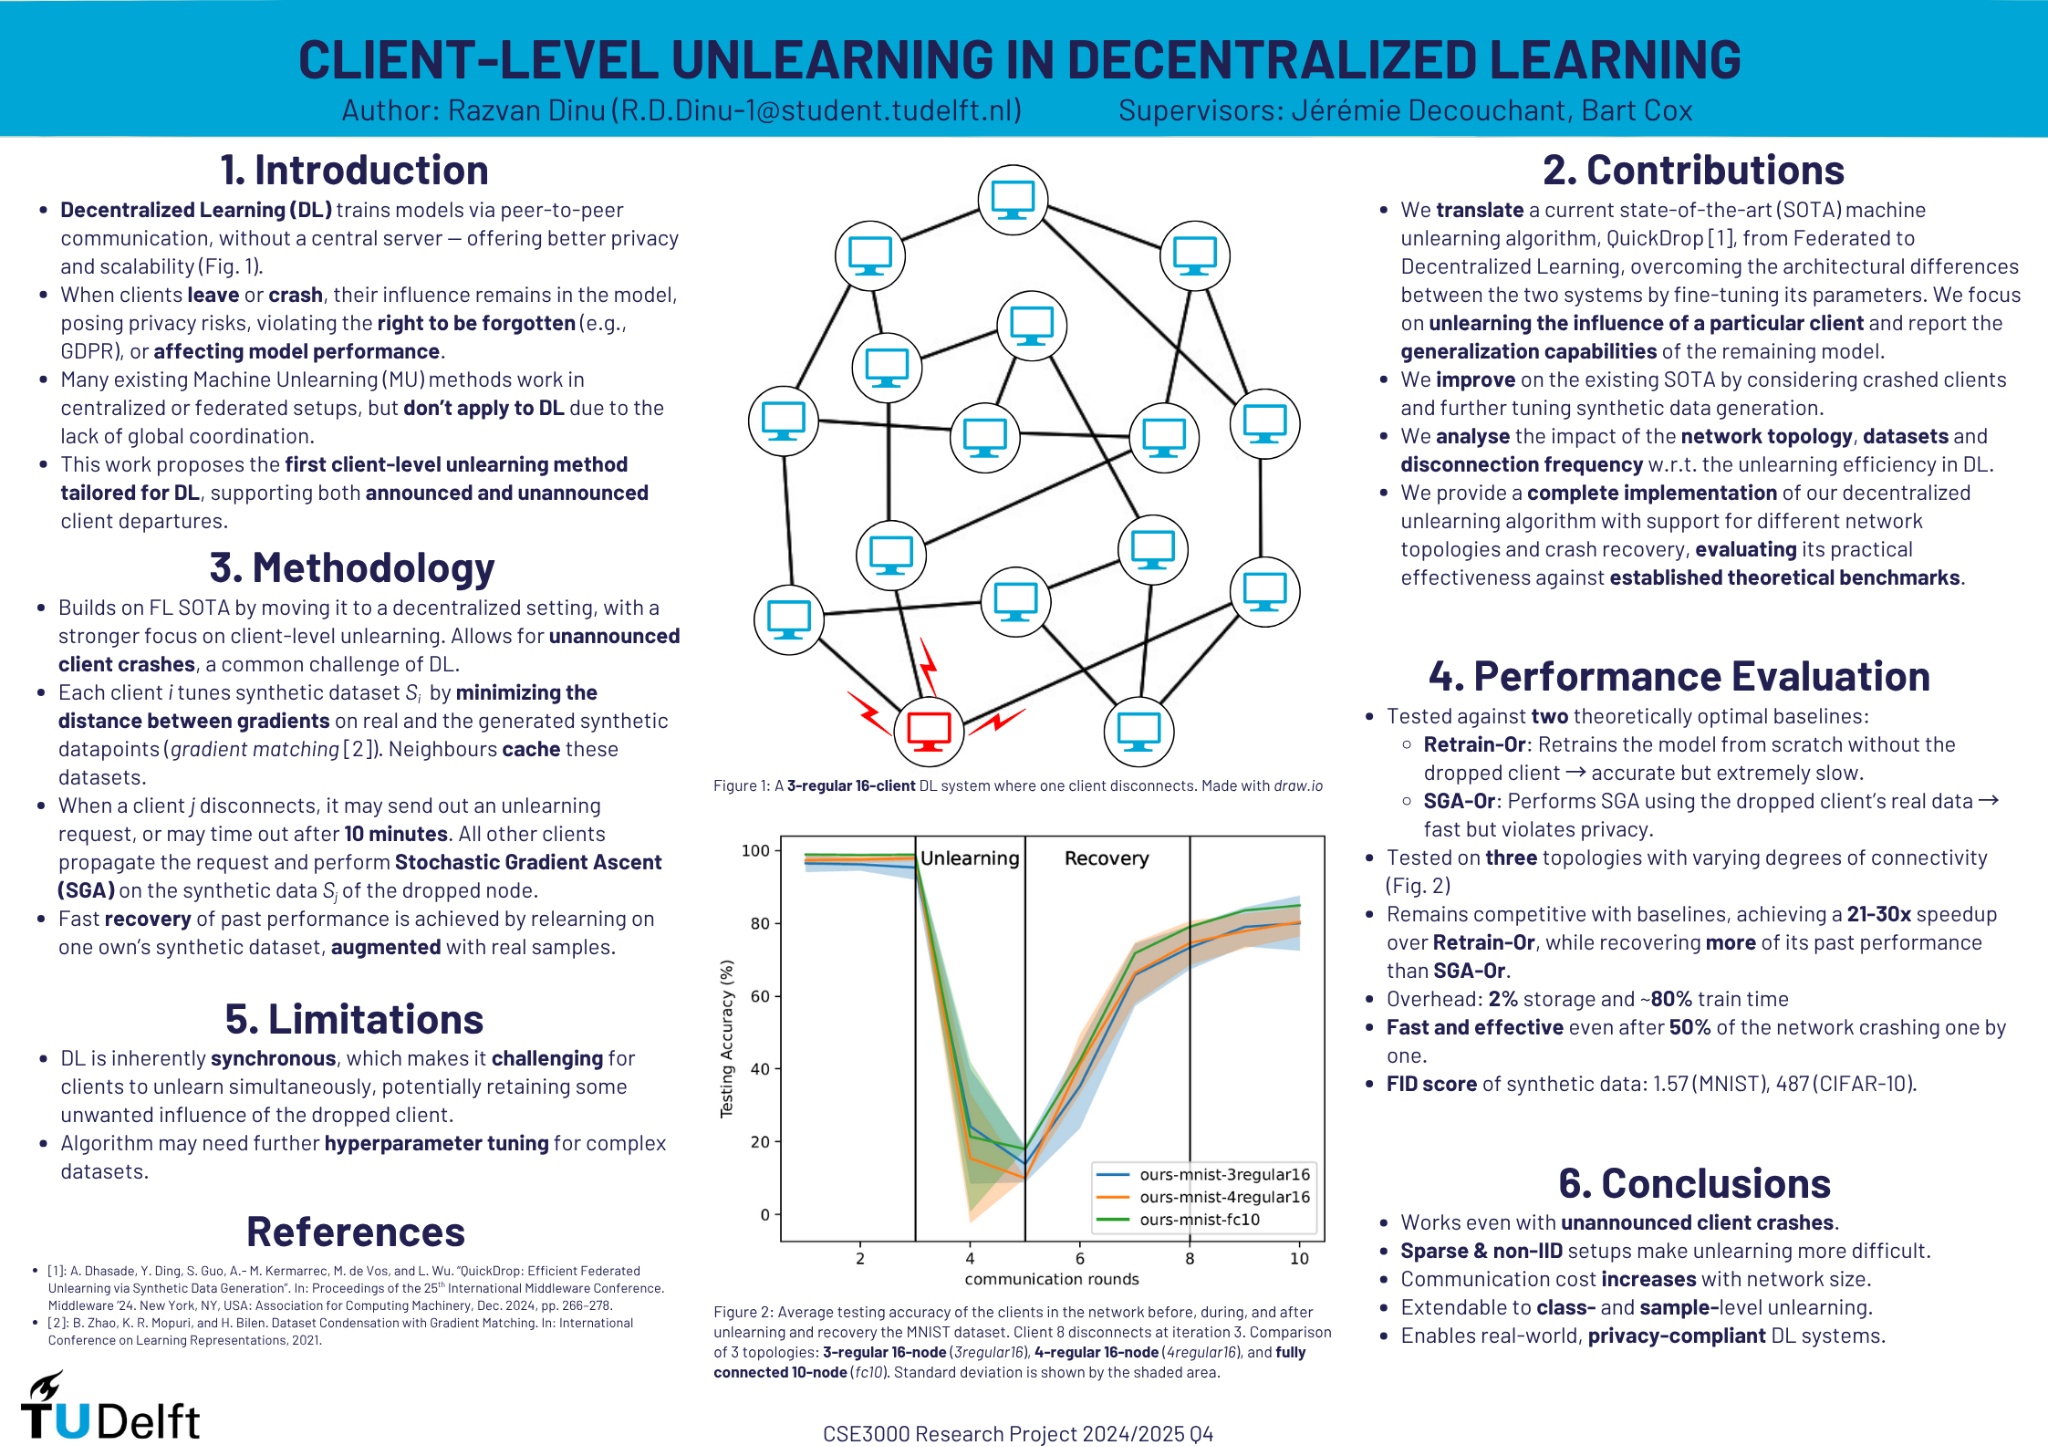 CLIENT-LEVEL UNLEARNING IN DECENTRALIZED LEARNING
Author: Razvan Dinu (R.D.Dinu-1@student.tudelft.nl)
Supervisors: Jérémie Decouchant, Bart Cox
1. Introduction
• Decentralized Learning (DL) trains models via peer-to-peer
communication, without a central server — offering better privacy
and scalability (Fig. 1).
• When clients leave or crash, their influence remains in the model,
posing privacy risks, violating the right to be forgotten (e.g.,
GDPR), or affecting model performance.
• Many existing Machine Unlearning (MU) methods work in
centralized or federated setups, but don't apply to DL due to the
lack of global coordination.
• This work proposes the first client-level unlearning method
tailored for DL, supporting both announced and unannounced
client departures.
2. Contributions
• We translate a current state-of-the-art (SOTA) machine
unlearning algorithm, QuickDrop [1], from Federated to
Decentralized Learning, overcoming the architectural differences
between the two systems by fine-tuning its parameters. We focus
on unlearning the influence of a particular client and report the
generalization capabilities of the remaining model.
• We improve on the existing SOTA by considering crashed clients
and further tuning synthetic data generation.
• We analyse the impact of the network topology, datasets and
disconnection frequency w.r.t. the unlearning efficiency in DL.
• We provide a complete implementation of our decentralized
unlearning algorithm with support for different network
topologies and crash recovery, evaluating its practical
effectiveness against established theoretical benchmarks.
3. Methodology
• Builds on FL SOTA by moving it to a decentralized setting, with a
stronger focus on client-level unlearning. Allows for unannounced
client crashes, a common challenge of DL.
• Each client i tunes synthetic dataset Si by minimizing the
distance between gradients on real and the generated synthetic
datapoints (gradient matching [2]). Neighbours cache these
datasets.
• When a client j disconnects, it may send out an unlearning
request, or may time out after 10 minutes. All other clients
propagate the request and perform Stochastic Gradient Ascent
(SGA) on the synthetic data Sj of the dropped node.
• Fast recovery of past performance is achieved by relearning on
one own's synthetic dataset, augmented with real samples.
Figure 1: A 3-regular 16-client DL system where one client disconnects. Made with draw.io
4. Performance Evaluation
• Tested against two theoretically optimal baselines:
○ Retrain-Or: Retrains the model from scratch without the
dropped client → accurate but extremely slow.
○ SGA-Or: Performs SGA using the dropped client's real data →
fast but violates privacy.
• Tested on three topologies with varying degrees of connectivity
(Fig. 2)
• Remains competitive with baselines, achieving a 21-30x speedup
over Retrain-Or, while recovering more of its past performance
than SGA-Or.
• Overhead: 2% storage and ~80% train time
• Fast and effective even after 50% of the network crashing one by
one.
• FID score of synthetic data: 1.57 (MNIST), 487 (CIFAR-10).
5. Limitations
• DL is inherently synchronous, which makes it challenging for
clients to unlearn simultaneously, potentially retaining some
unwanted influence of the dropped client.
• Algorithm may need further hyperparameter tuning for complex
datasets.
Unlearning
Recovery
Testing Accuracy (%)
100
80
60
40
20
0
ours-mnist-3regular16
ours-mnist-4regular16
ours-mnist-fc10
2 4 6 8 10
communication rounds
Figure 2: Average testing accuracy of the clients in the network before, during, and after
unlearning and recovery the MNIST dataset. Client 8 disconnects at iteration 3. Comparison
of 3 topologies: 3-regular 16-node (3regular16), 4-regular 16-node (4regular16), and fully
connected 10-node (fc10). Standard deviation is shown by the shaded area.
6. Conclusions
• Works even with unannounced client crashes.
• Sparse & non-IID setups make unlearning more difficult.
• Communication cost increases with network size.
• Extendable to class- and sample-level unlearning.
• Enables real-world, privacy-compliant DL systems.
References
• [1]: A. Dhasade, Y. Ding, S. Guo, A.- M. Kermarrec, M. de Vos, and L. Wu. "QuickDrop: Efficient Federated
Unlearning via Synthetic Data Generation". In: Proceedings of the 25th International Middleware Conference.
Middleware '24. New York, NY, USA: Association for Computing Machinery, Dec. 2024, pp. 266–278.
• [2]: B. Zhao, K. R. Mopuri, and H. Bilen. Dataset Condensation with Gradient Matching. In: International
Conference on Learning Representations, 2021.
TUDelft
CSE3000 Research Project 2024/2025 Q4